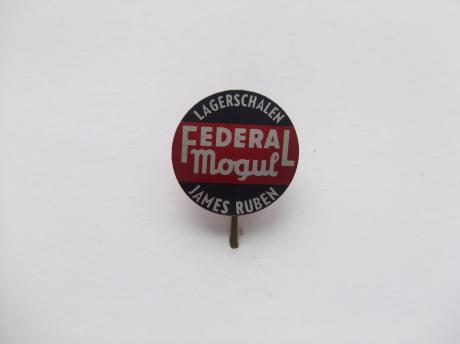 LAGERSCHALEN
FEDERAL
Mogul
JAMES RUBEN